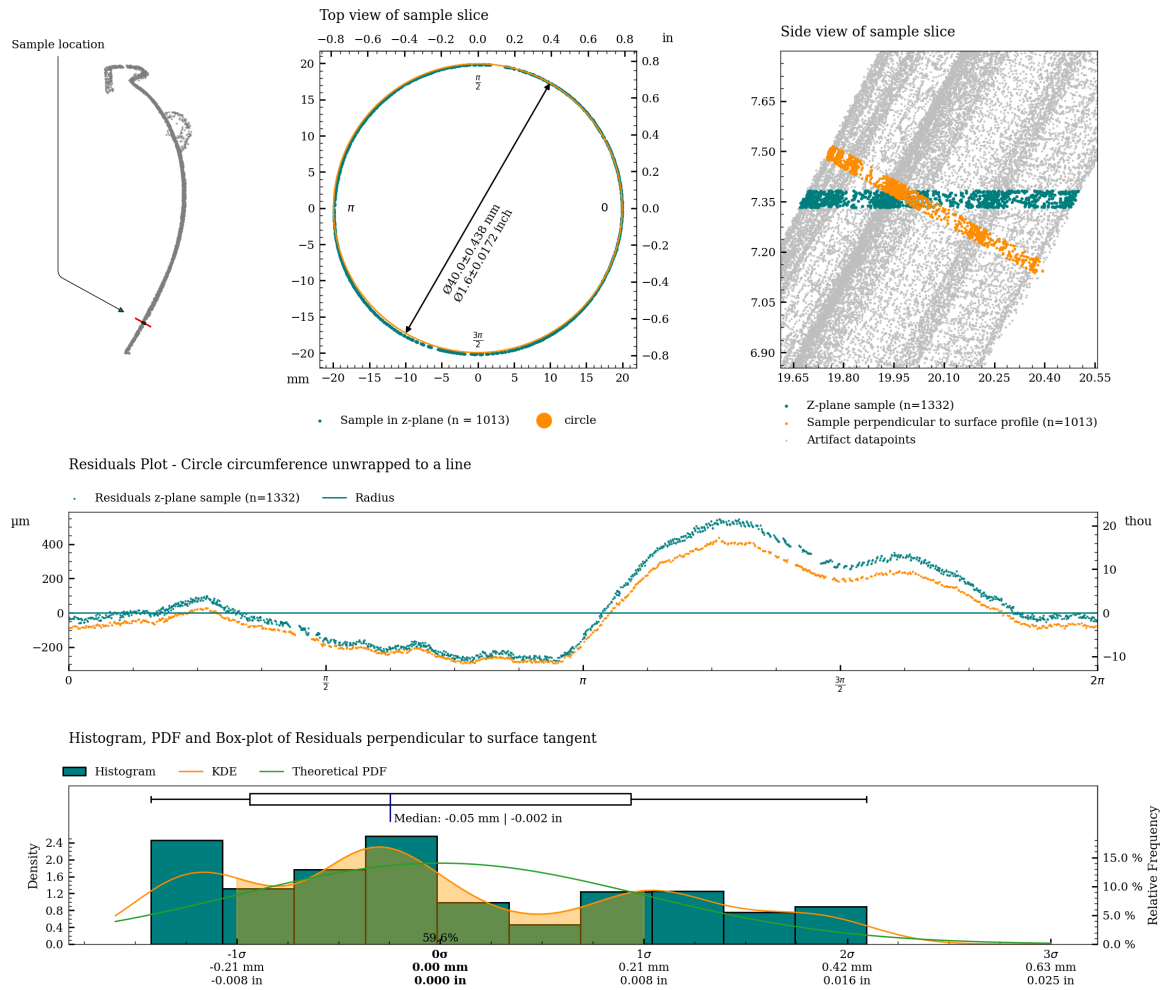 Sample location
Top view of sample slice
−0.8 −0.6 −0.4 −0.2 0.0 0.2 0.4 0.6 0.8 in
20 15 10 5 0 −5 −10 −15 −20
0.8 0.6 0.4 0.2 0.0 −0.2 −0.4 −0.6 −0.8
π/2
π
0
3π/2
Ø40.0±0.438 mm
Ø1.6±0.0172 inch
mm −20 −15 −10 −5 0 5 10 15 20
Sample in z-plane (n = 1013) circle
Side view of sample slice
7.65
7.50
7.35
7.20
7.05
6.90
19.65 19.80 19.95 20.10 20.25 20.40 20.55
Z-plane sample (n=1332)
Sample perpendicular to surface profile (n=1013)
Artifact datapoints
Residuals Plot - Circle circumference unwrapped to a line
Residuals z-plane sample (n=1332) Radius
µm thou
400 200 0 −200
20 10 0 −10
0 π/2 π 3π/2 2π
Histogram, PDF and Box-plot of Residuals perpendicular to surface tangent
Histogram KDE Theoretical PDF
Median: -0.05 mm | -0.002 in
Density
2.4 2.0 1.6 1.2 0.8 0.4 0.0
Relative Frequency
15.0 % 10.0 % 5.0 % 0.0 %
59.6%
-1σ 0σ 1σ 2σ 3σ
-0.21 mm 0.00 mm 0.21 mm 0.42 mm 0.63 mm
-0.008 in 0.000 in 0.008 in 0.016 in 0.025 in